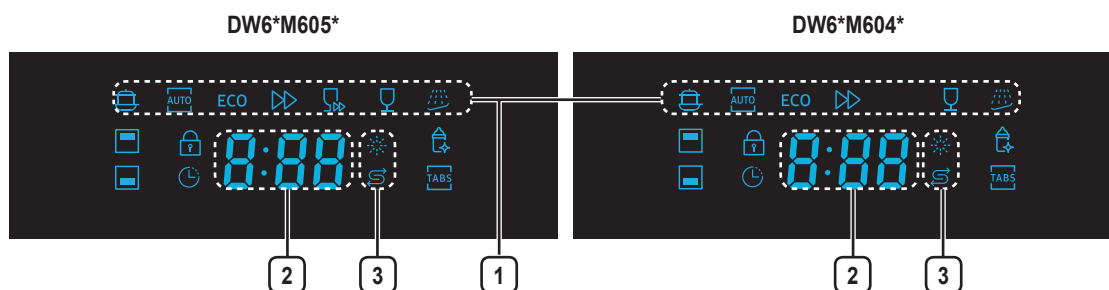 DW6*M605* DW6*M604*
AUTO ECO AUTO ECO
8:88 8:88
TABS TABS
2 3 1 2 3